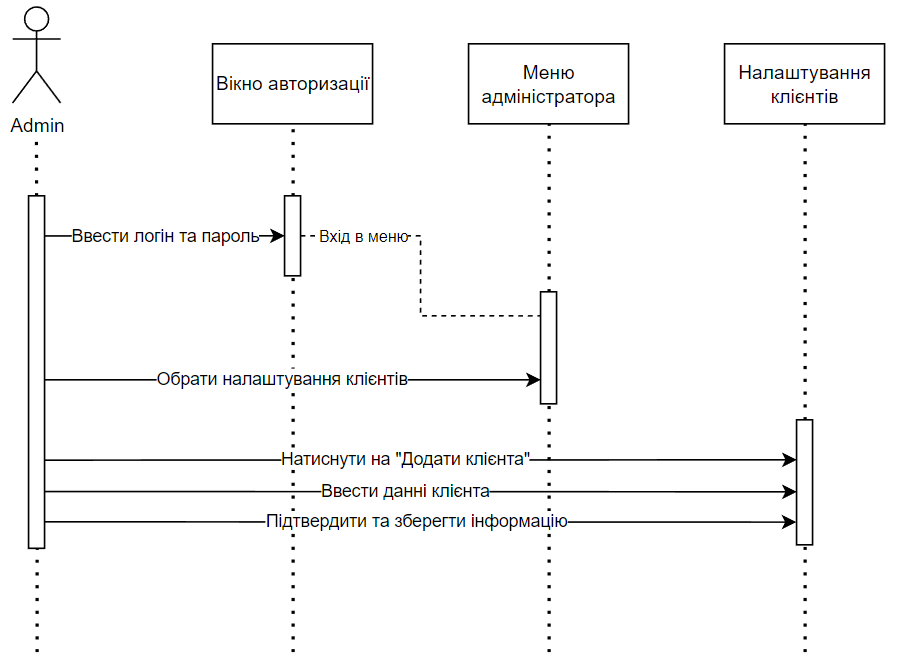 Admin
Вікно авторизації
Меню
адміністратора
Налаштування
клієнтів
Ввести логін та пароль
Вхід в меню
Обрати налаштування клієнтів
Натиснути на "Додати клієнта"
Ввести данні клієнта
Підтвердити та зберегти інформацію